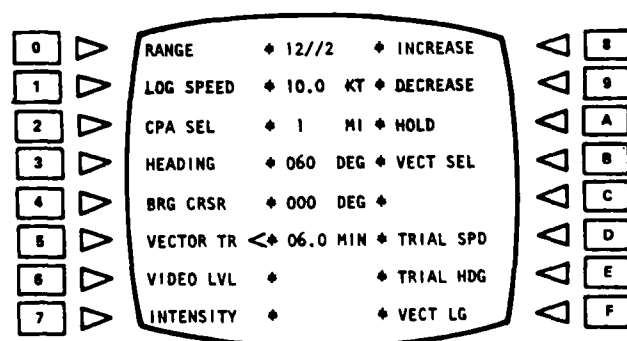 0 RANGE 12//2 INCREASE 8
1 LOG SPEED 10.0 KT DECREASE 9
2 CPA SEL 1 MI HOLD A
3 HEADING 060 DEG VECT SEL B
4 BRG CRSR 000 DEG C
5 VECTOR TR < 06.0 MIN TRIAL SPD D
6 VIDEO LVL TRIAL HDG E
7 INTENSITY VECT LG F